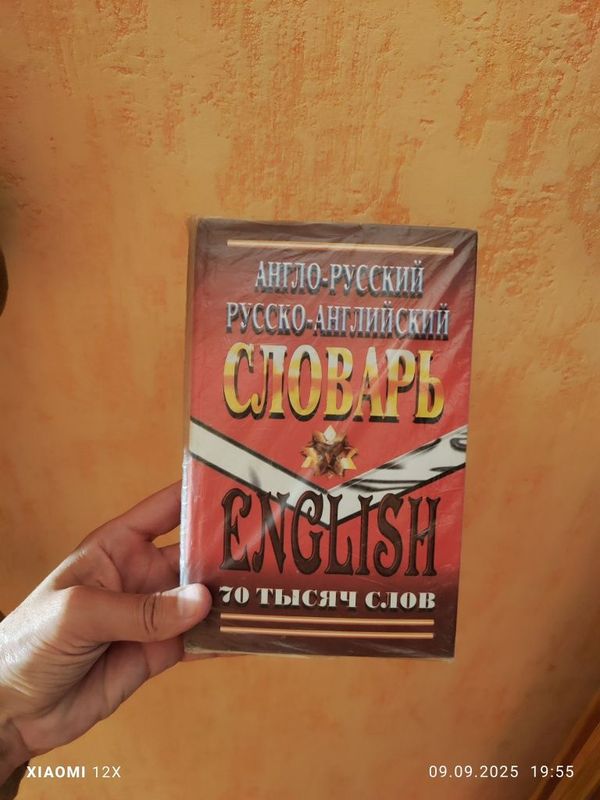 АНГЛО-РУССКИЙ
РУССКО-АНГЛИЙСКИЙ
СЛОВАРЬ
ENGLISH
70 ТЫСЯЧ СЛОВ
XIAOMI 12X
09.09.2025 19:55